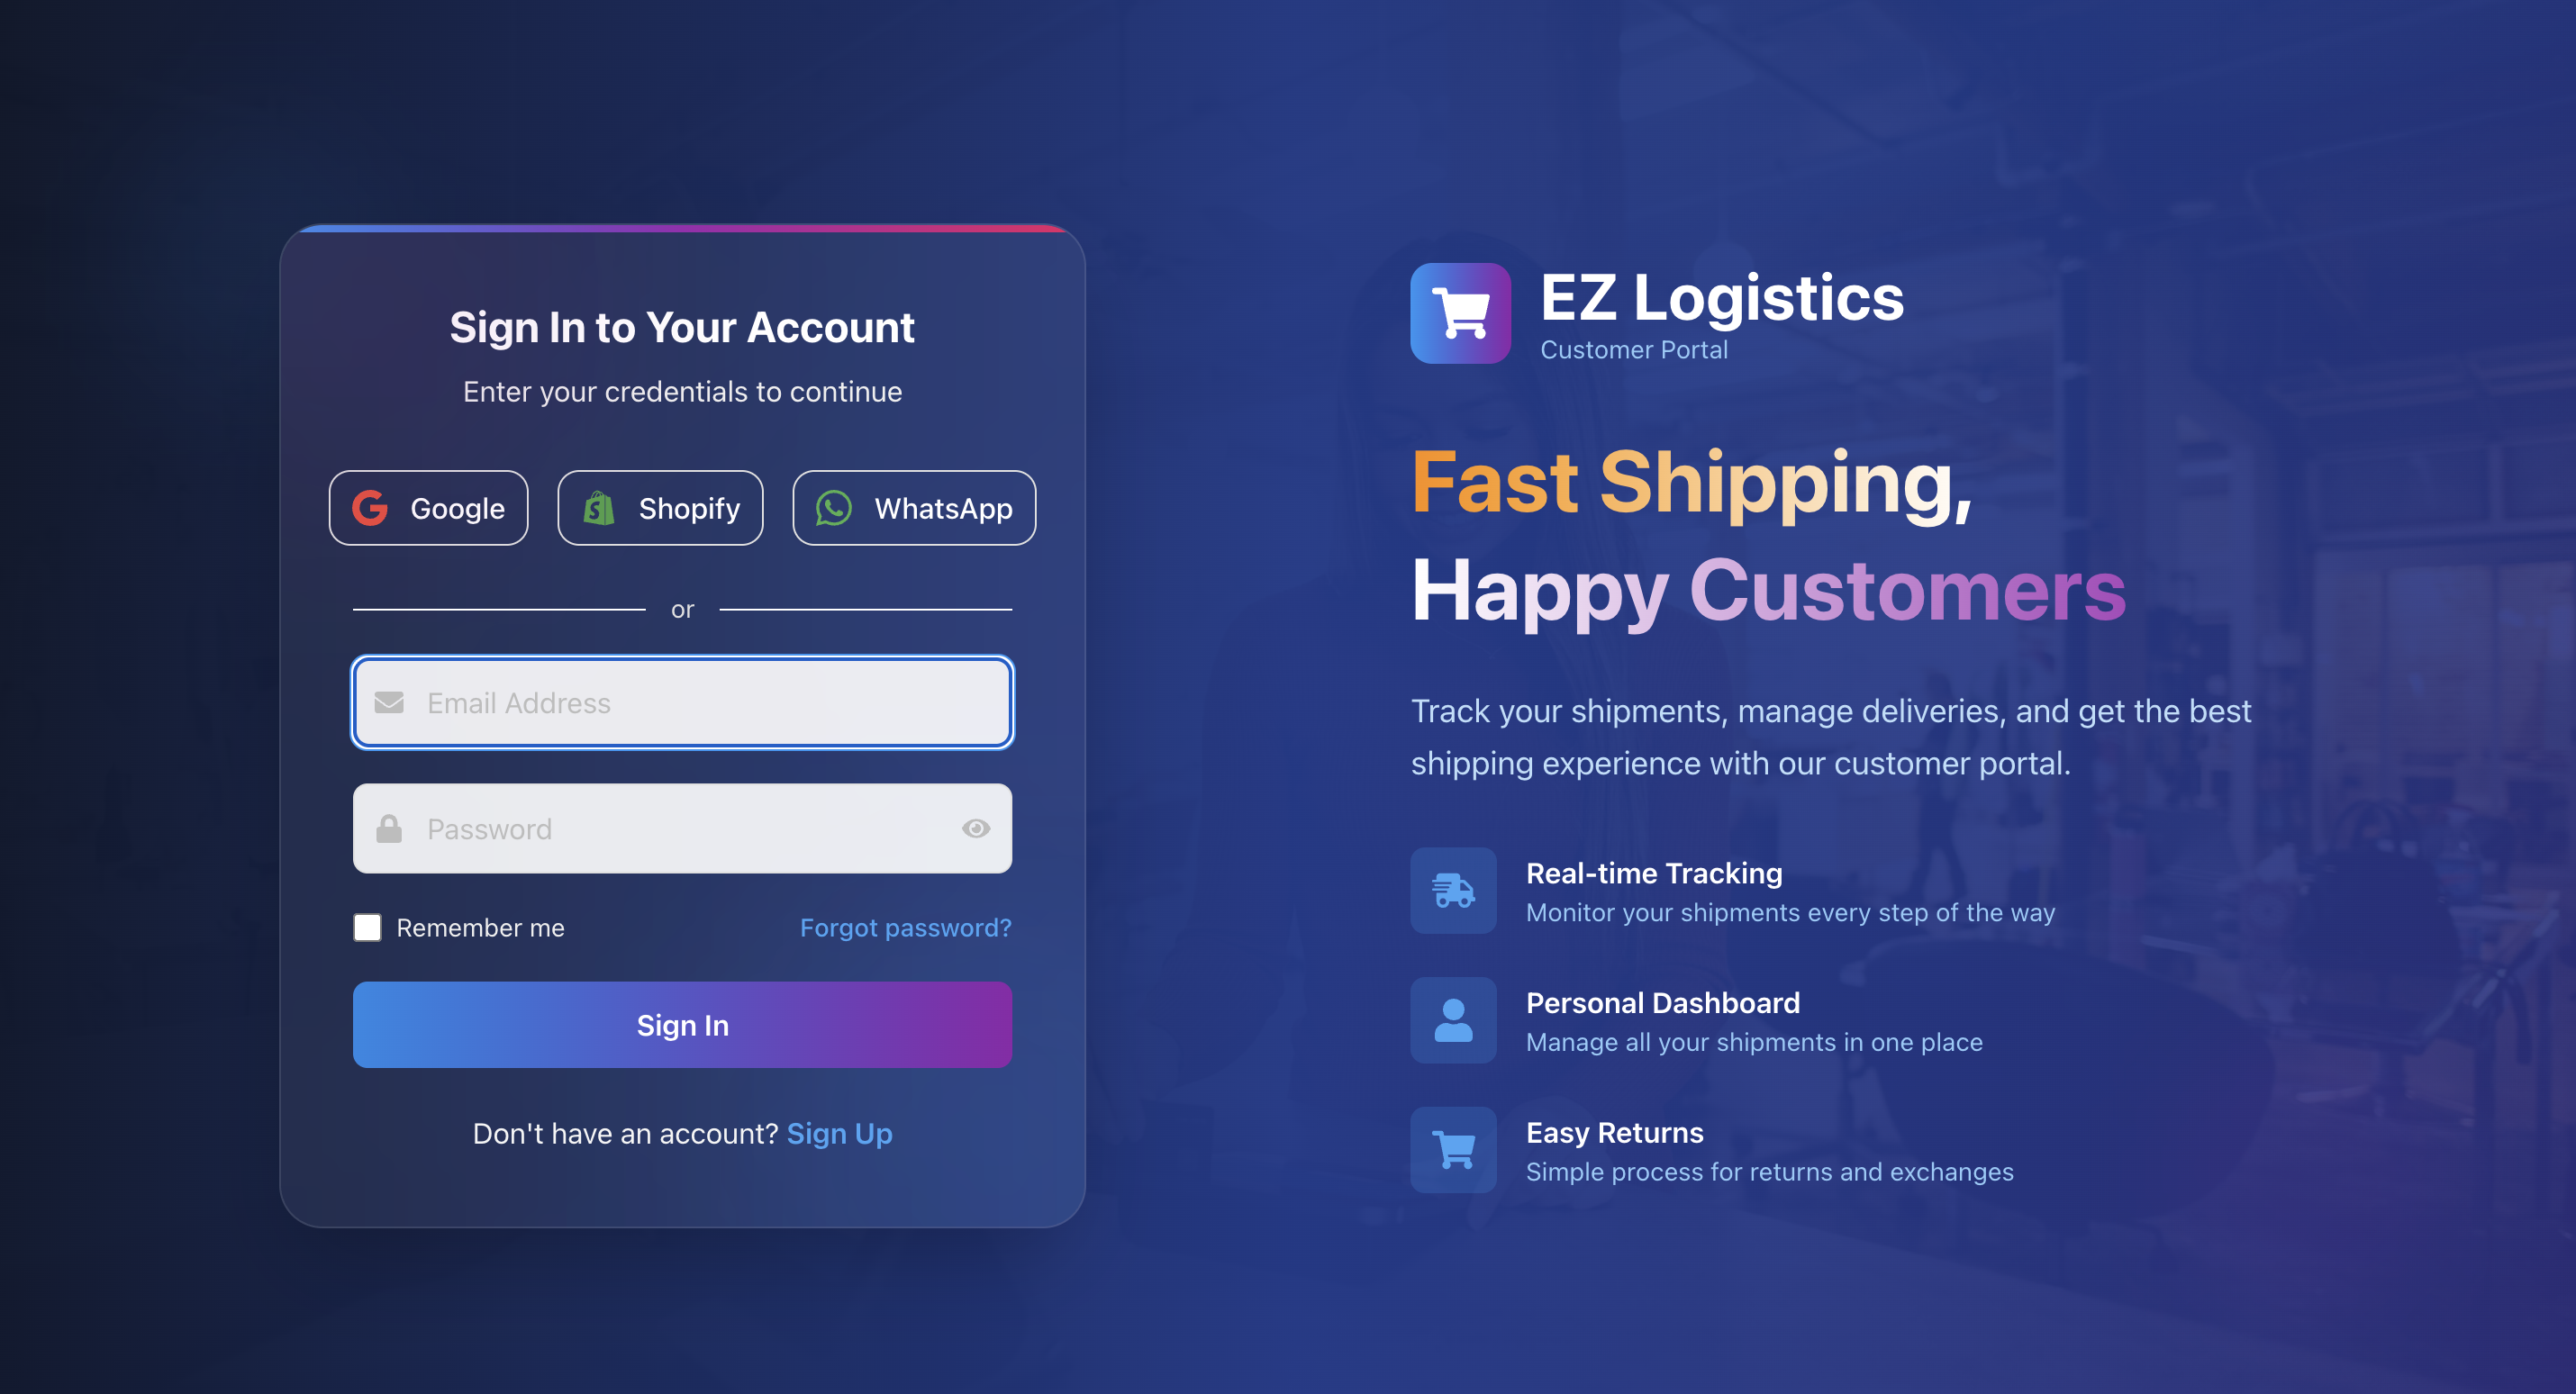 Sign In to Your Account
Enter your credentials to continue
Google
Shopify
WhatsApp
or
Email Address
Password
Remember me
Forgot password?
Sign In
Don't have an account? Sign Up
EZ Logistics
Customer Portal
Fast Shipping,
Happy Customers
Track your shipments, manage deliveries, and get the best
shipping experience with our customer portal.
Real-time Tracking
Monitor your shipments every step of the way
Personal Dashboard
Manage all your shipments in one place
Easy Returns
Simple process for returns and exchanges